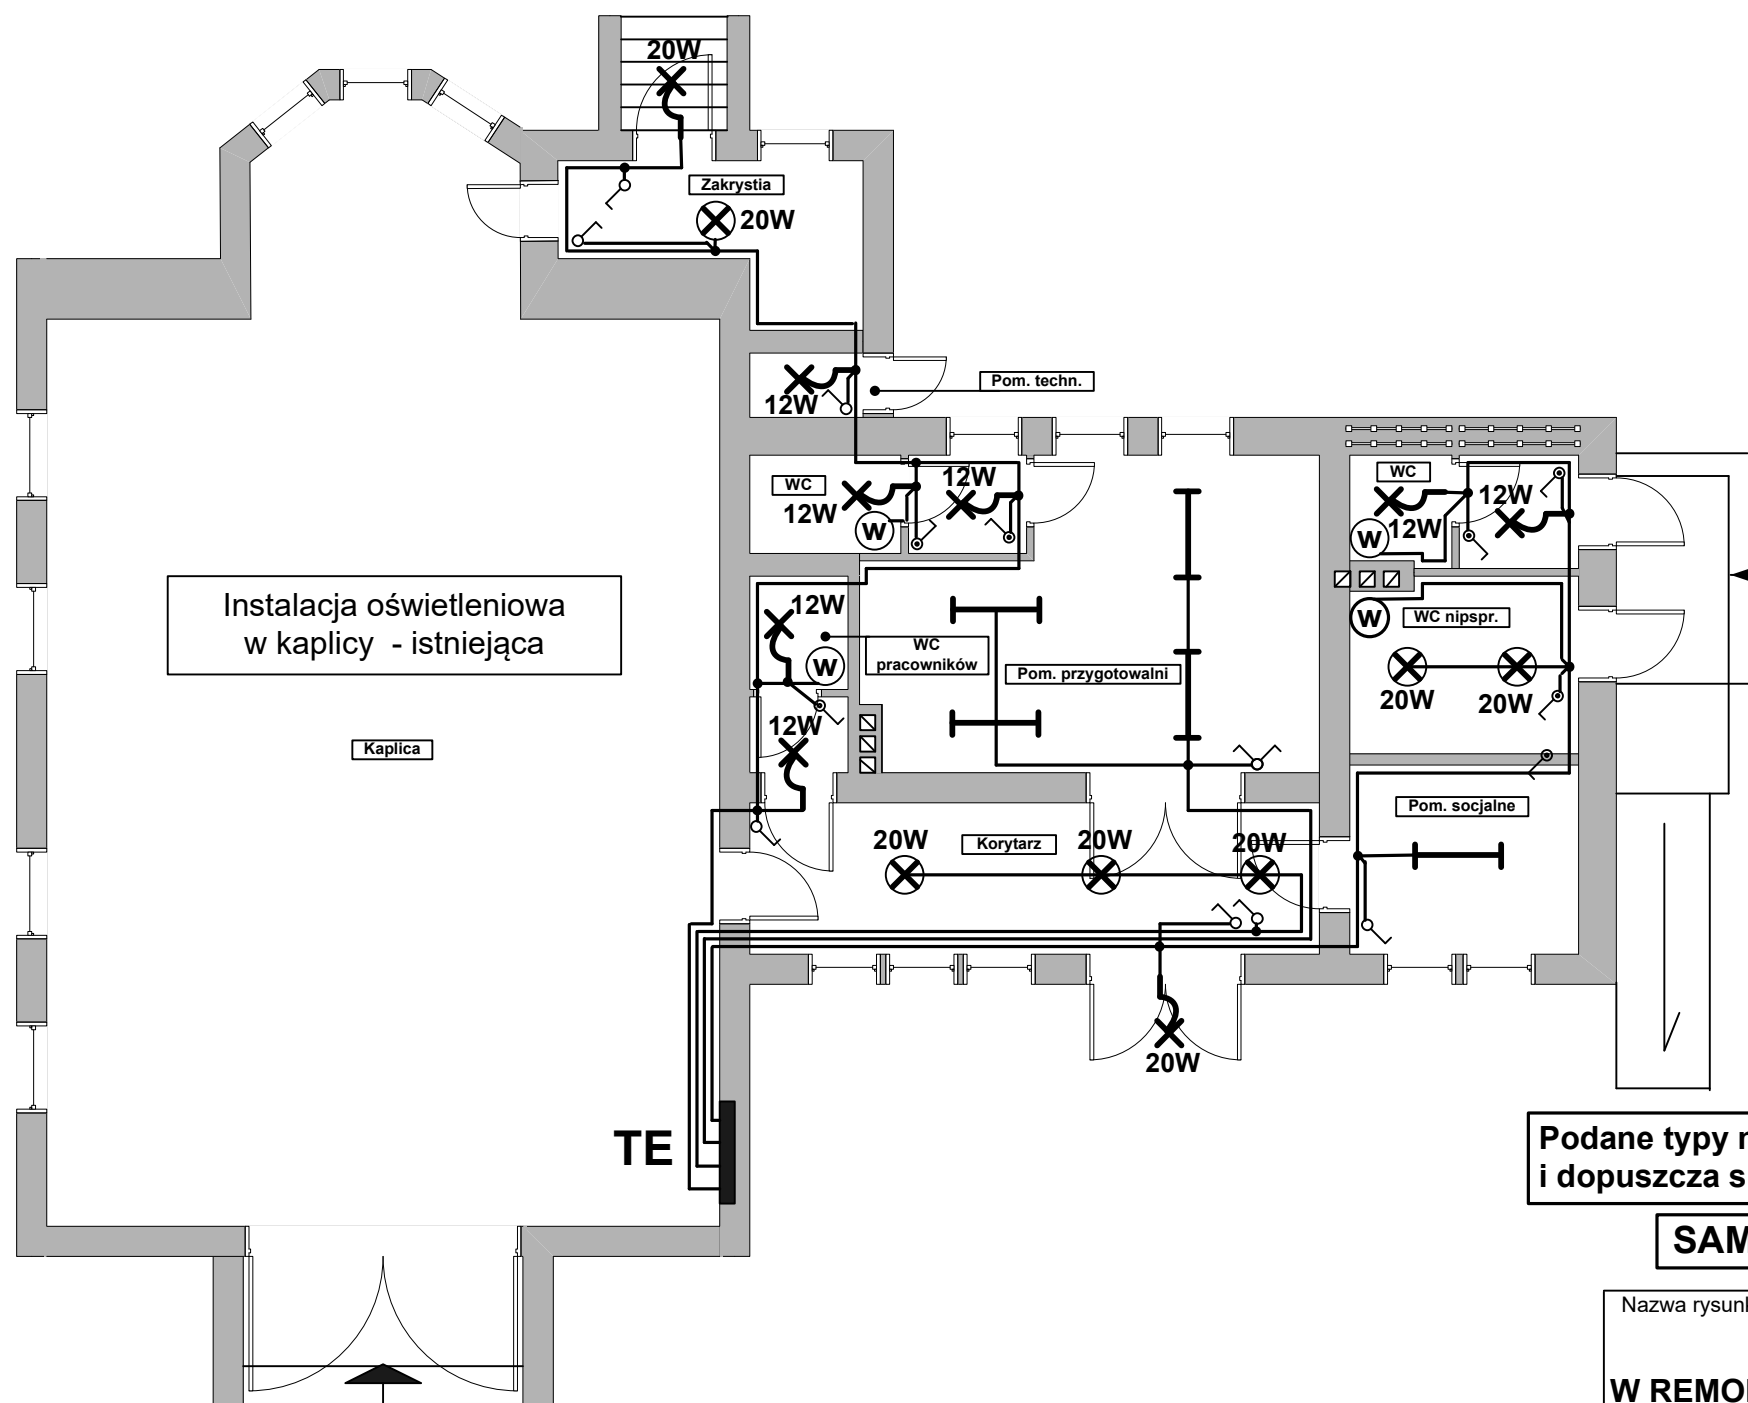 20W
Zakrystia
20W
Pom. techn.
12W
WC
12W
W
12W
WC
12W
12W
W
Instalacja oświetleniowa
w kaplicy - istniejąca
12W
WC
pracowników
W
Pom. przygotowalni
W
WC nipspr.
20W
20W
12W
Kaplica
Pom. socjalne
20W
Korytarz
20W
20W
20W
TE
Podane typy
i dopuszcza s
SAM
Nazwa rysun
W REMO